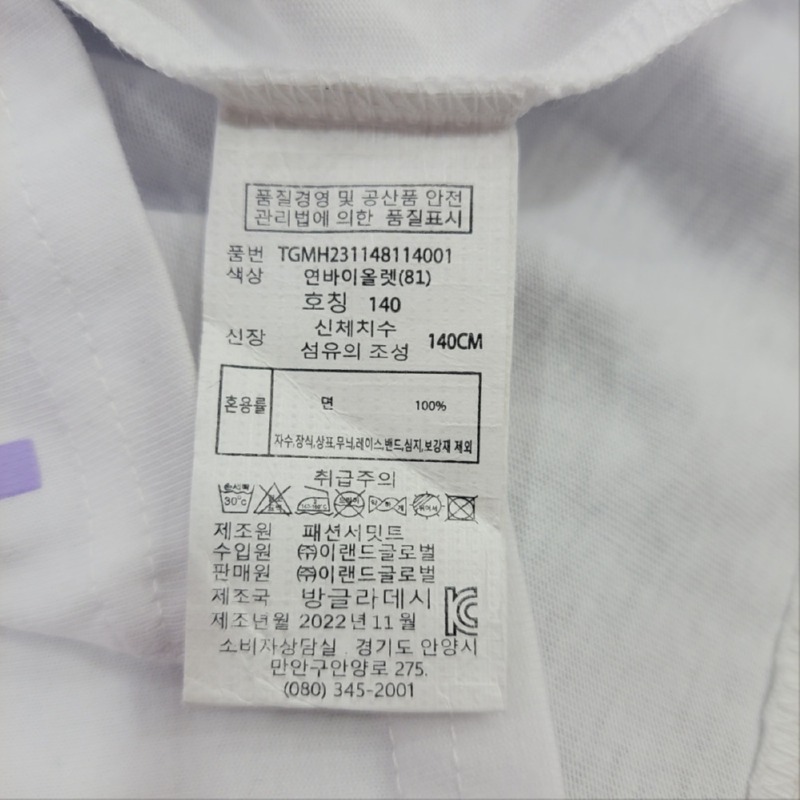 품질경영 및 공산품 안전
관리법에 의한 품질표시
품번 TGMH231148114001
색상 연바이올렛(81)
호칭 140
신체치수
신장 140CM
섬유의 조성
혼용률 면 100%
자수,장식,상표,무늬,레이스,밴드,심지,보강재 제외
취급주의
30°C
제조원 패션서밋트
수입원 ㈜이랜드글로벌
판매원 ㈜이랜드글로벌
제조국 방글라데시
제조년월 2022년 11월
소비자상담실 . 경기도 안양시
만안구안양로 275.
(080) 345-2001